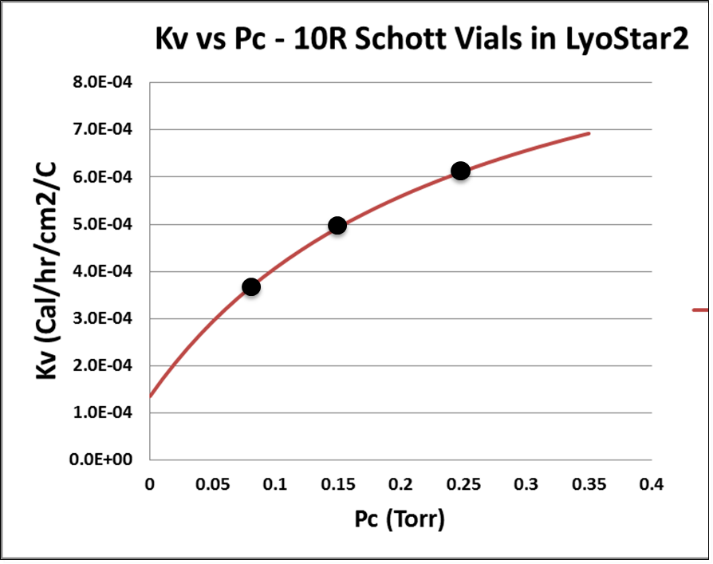 Kv vs Pc - 10R Schott Vials in LyoStar2
8.0E-04
7.0E-04
6.0E-04
5.0E-04
4.0E-04
3.0E-04
2.0E-04
1.0E-04
0.0E+00
Kv (Cal/hr/cm2/C
0 0.05 0.1 0.15 0.2 0.25 0.3 0.35 0.4
Pc (Torr)